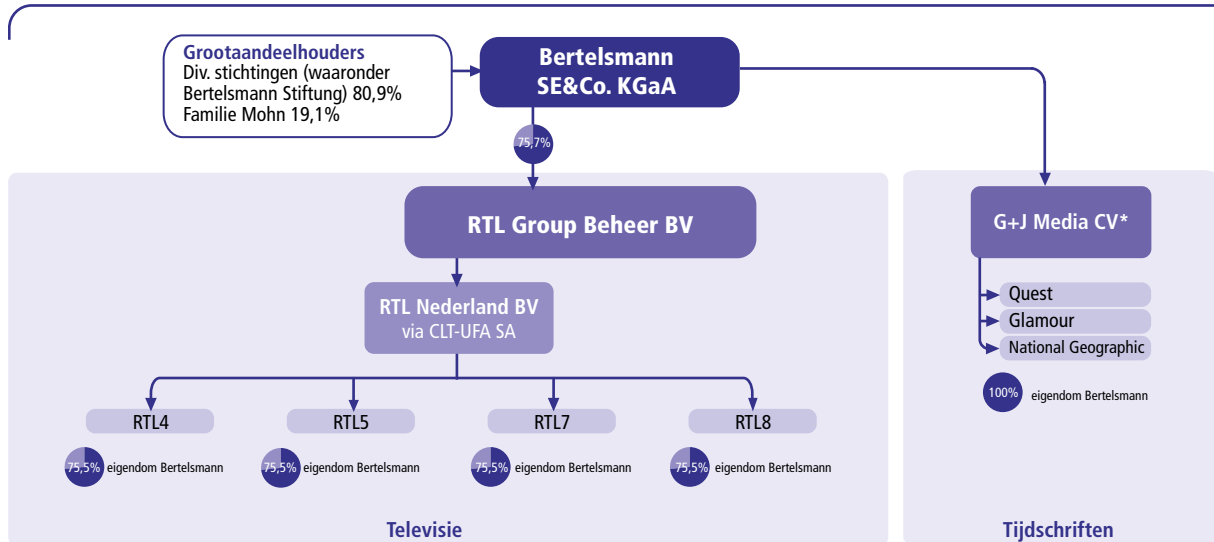 Grootaandeelhouders
Div. stichtingen (waaronder
Bertelsmann Stiftung) 80,9%
Familie Mohn 19,1%
Bertelsmann
SE&Co. KGaA
75,7%
RTL Group Beheer BV
RTL Nederland BV
via CLT-UFA SA
RTL4
RTL5
RTL7
RTL8
75,5% eigendom Bertelsmann
75,5% eigendom Bertelsmann
75,5% eigendom Bertelsmann
75,5% eigendom Bertelsmann
Televisie
G+J Media CV*
Quest
Glamour
National Geographic
100% eigendom Bertelsmann
Tijdschriften